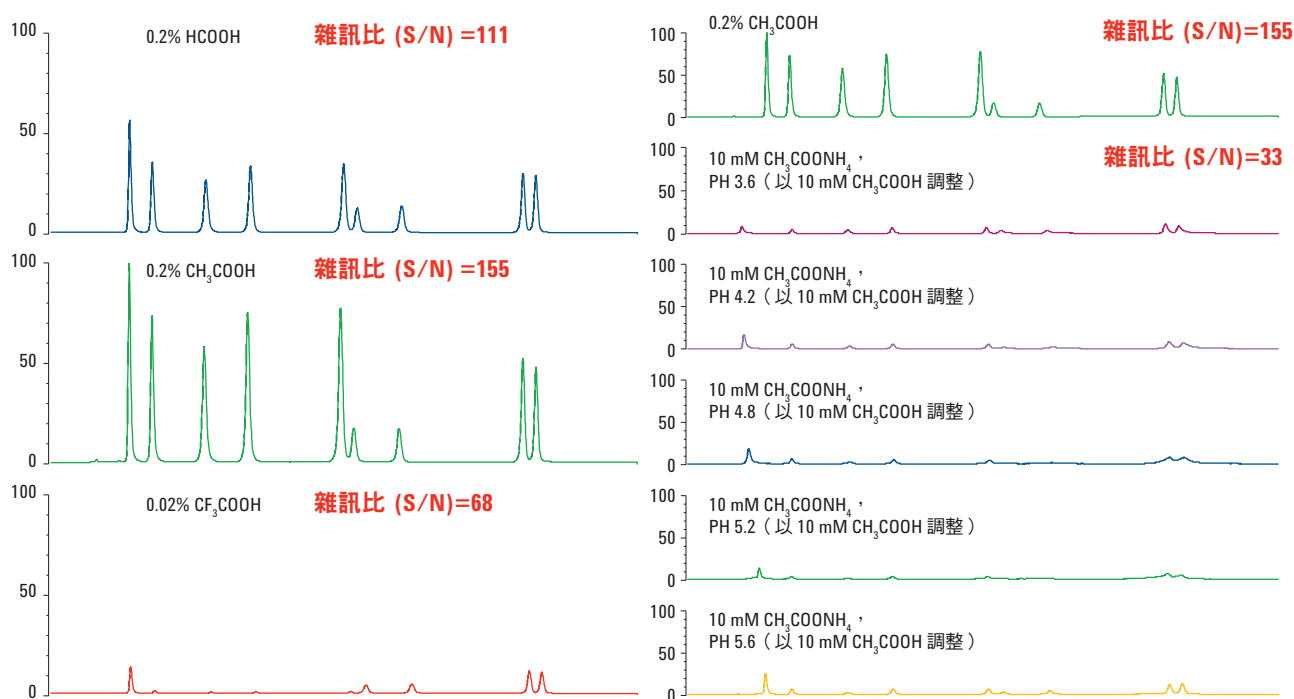 0.2% HCOOH
雜訊比 (S/N) =111
100
50
0
0.2% CH₃COOH
雜訊比 (S/N) =155
100
50
0
0.02% CF₃COOH
雜訊比 (S/N)=68
100
50
0
0.2% CH₃COOH
雜訊比 (S/N)=155
100
50
0
10 mM CH₃COONH₄，
PH 3.6（以 10 mM CH₃COOH 調整）
雜訊比 (S/N)=33
100
50
0
10 mM CH₃COONH₄，
PH 4.2（以 10 mM CH₃COOH 調整）
100
50
0
10 mM CH₃COONH₄，
PH 4.8（以 10 mM CH₃COOH 調整）
100
50
0
10 mM CH₃COONH₄，
PH 5.2（以 10 mM CH₃COOH 調整）
100
50
0
10 mM CH₃COONH₄，
PH 5.6（以 10 mM CH₃COOH 調整）
100
50
0